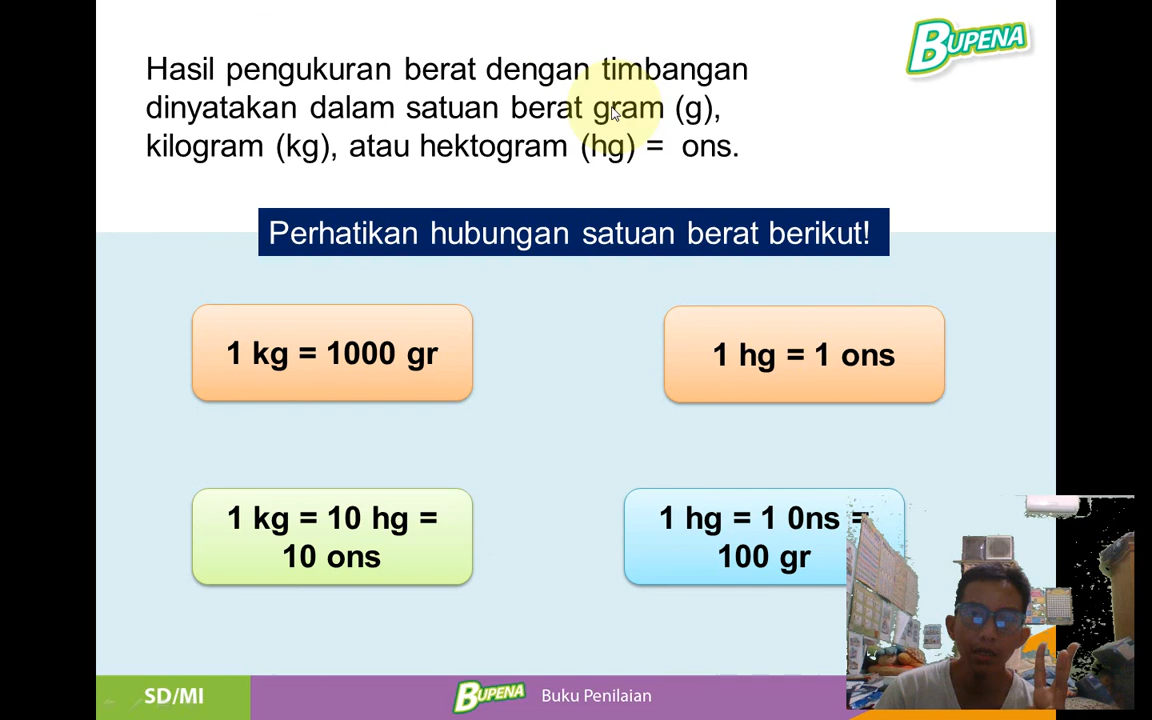 BUPENA
Hasil pengukuran berat dengan timbangan
dinyatakan dalam satuan berat gram (g),
kilogram (kg), atau hektogram (hg) = ons.
Perhatikan hubungan satuan berat berikut!
1 kg = 1000 gr
1 hg = 1 ons
1 kg = 10 hg =
10 ons
1 hg = 1 0ns =
100 gr
SD/MI
BUPENA
Buku Penilaian